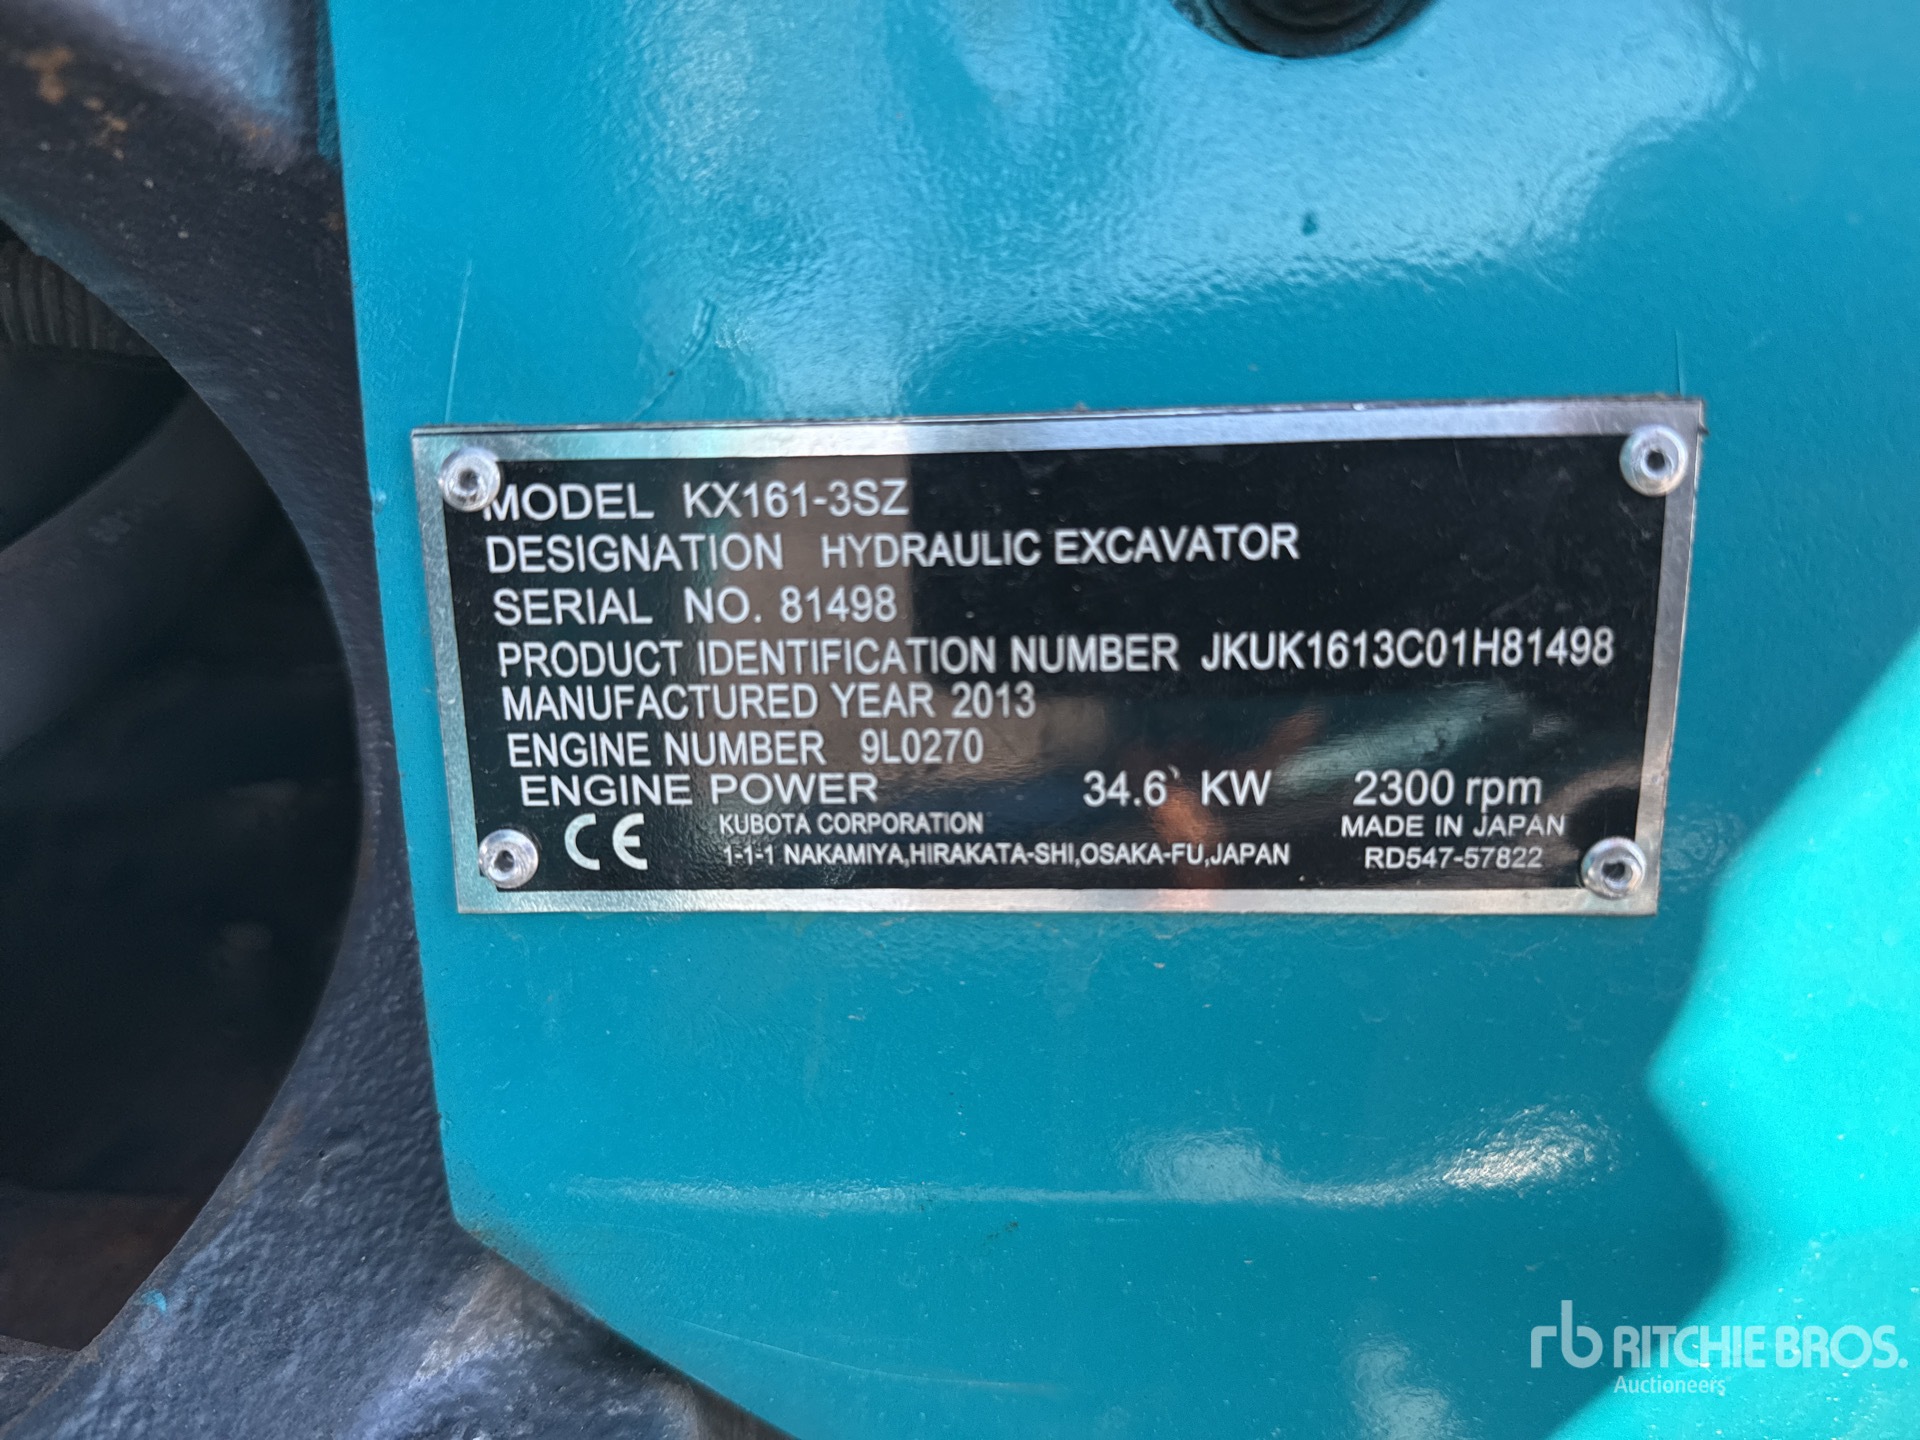 MODEL KX161-3SZ
DESIGNATION HYDRAULIC EXCAVATOR
SERIAL NO. 81498
PRODUCT IDENTIFICATION NUMBER JKUK1613C01H81498
MANUFACTURED YEAR 2013
ENGINE NUMBER 9L0270
ENGINE POWER 34.6 KW 2300 rpm
CE KUBOTA CORPORATION MADE IN JAPAN
1-1-1 NAKAMIYA,HIRAKATA-SHI,OSAKA-FU,JAPAN RD547-57822
rb RITCHIE BROS.
Auctioneers